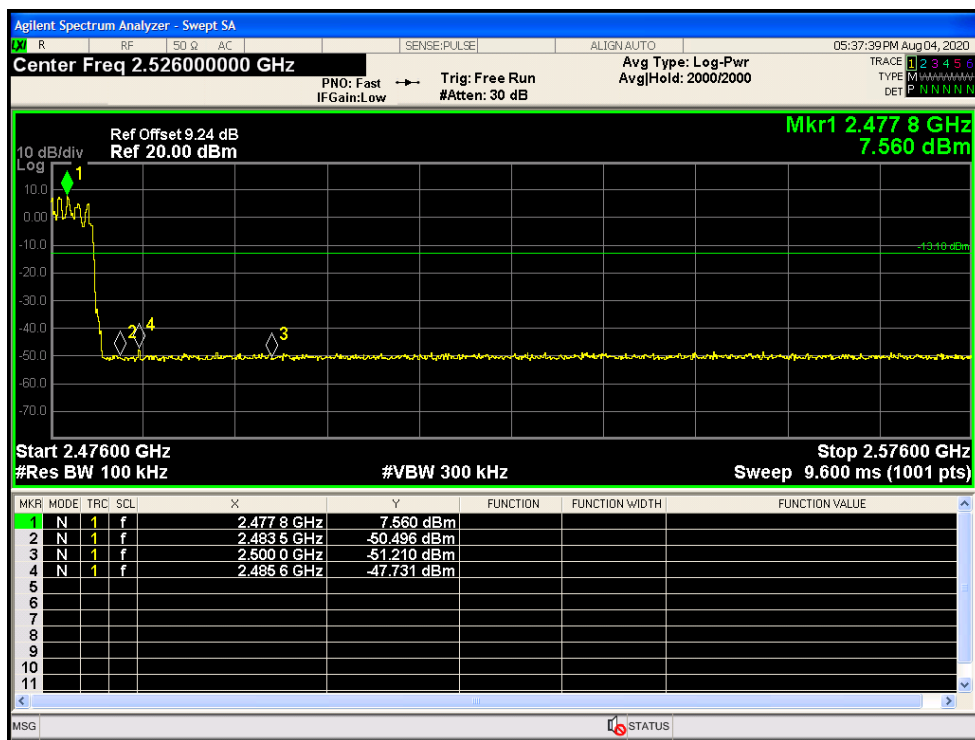 Agilent Spectrum Analyzer - Swept SA
LXI R RF 50 Ω AC SENSE:PULSE ALIGN AUTO 05:37:39 PM Aug 04, 2020
Center Freq 2.526000000 GHz
PNO: Fast
IFGain:Low
Trig: Free Run
#Atten: 30 dB
Avg Type: Log-Pwr
Avg|Hold: 2000/2000
TRACE 1 2 3 4 5 6
TYPE M
DET P N N N N N
Mkr1 2.477 8 GHz
7.560 dBm
Ref Offset 9.24 dB
10 dB/div Ref 20.00 dBm
Log
1
10.0
0.00
-10.0
-13.10 dBm
-20.0
-30.0
-40.0
2 4 3
-50.0
-60.0
-70.0
Start 2.47600 GHz Stop 2.57600 GHz
#Res BW 100 kHz #VBW 300 kHz Sweep 9.600 ms (1001 pts)
MKR MODE TRC SCL X Y FUNCTION FUNCTION WIDTH FUNCTION VALUE
1 N 1 f 2.477 8 GHz 7.560 dBm
2 N 1 f 2.483 5 GHz -50.496 dBm
3 N 1 f 2.500 0 GHz -51.210 dBm
4 N 1 f 2.485 6 GHz -47.731 dBm
5
6
7
8
9
10
11
MSG STATUS